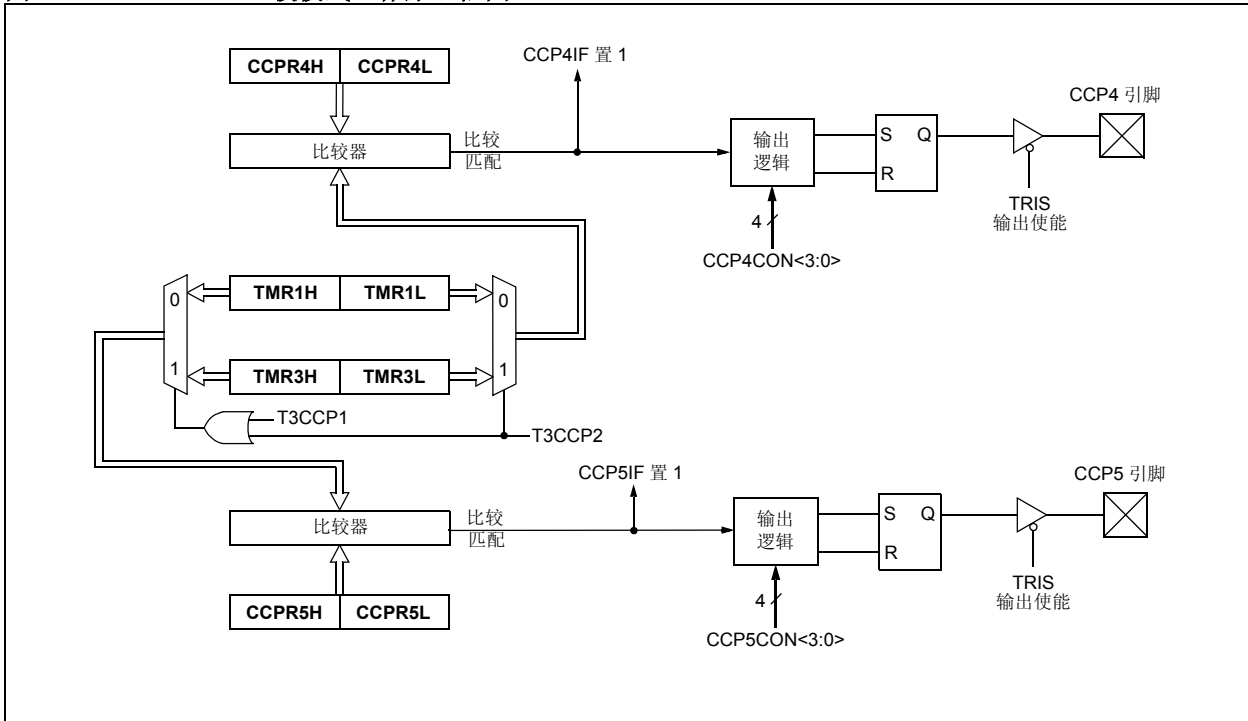 CCP4IF 置 1
CCPR4H CCPR4L
CCP4 引脚
比较器
比较
匹配
输出
逻辑
S Q
R
TRIS
输出使能
4
CCP4CON<3:0>
0 TMR1H TMR1L 0
1 TMR3H TMR3L 1
T3CCP1
T3CCP2
CCP5IF 置 1
CCP5 引脚
比较器
比较
匹配
输出
逻辑
S Q
R
TRIS
输出使能
4
CCPR5H CCPR5L
CCP5CON<3:0>